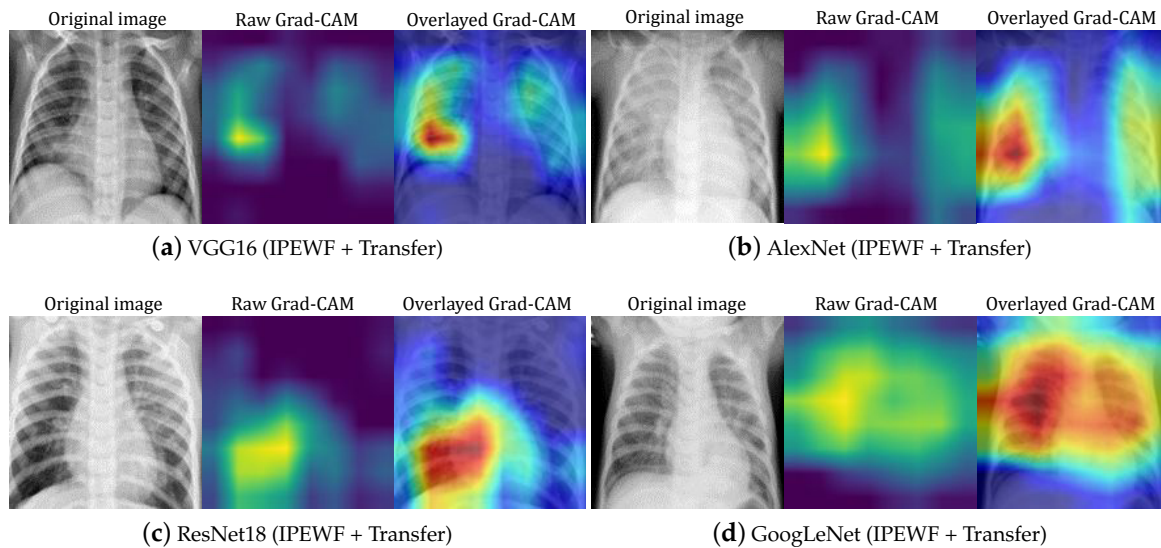 Original image Raw Grad-CAM Overlayed Grad-CAM Original image Raw Grad-CAM Overlayed Grad-CAM
(a) VGG16 (IPEWF + Transfer) (b) AlexNet (IPEWF + Transfer)
Original image Raw Grad-CAM Overlayed Grad-CAM Original image Raw Grad-CAM Overlayed Grad-CAM
(c) ResNet18 (IPEWF + Transfer) (d) GoogLeNet (IPEWF + Transfer)